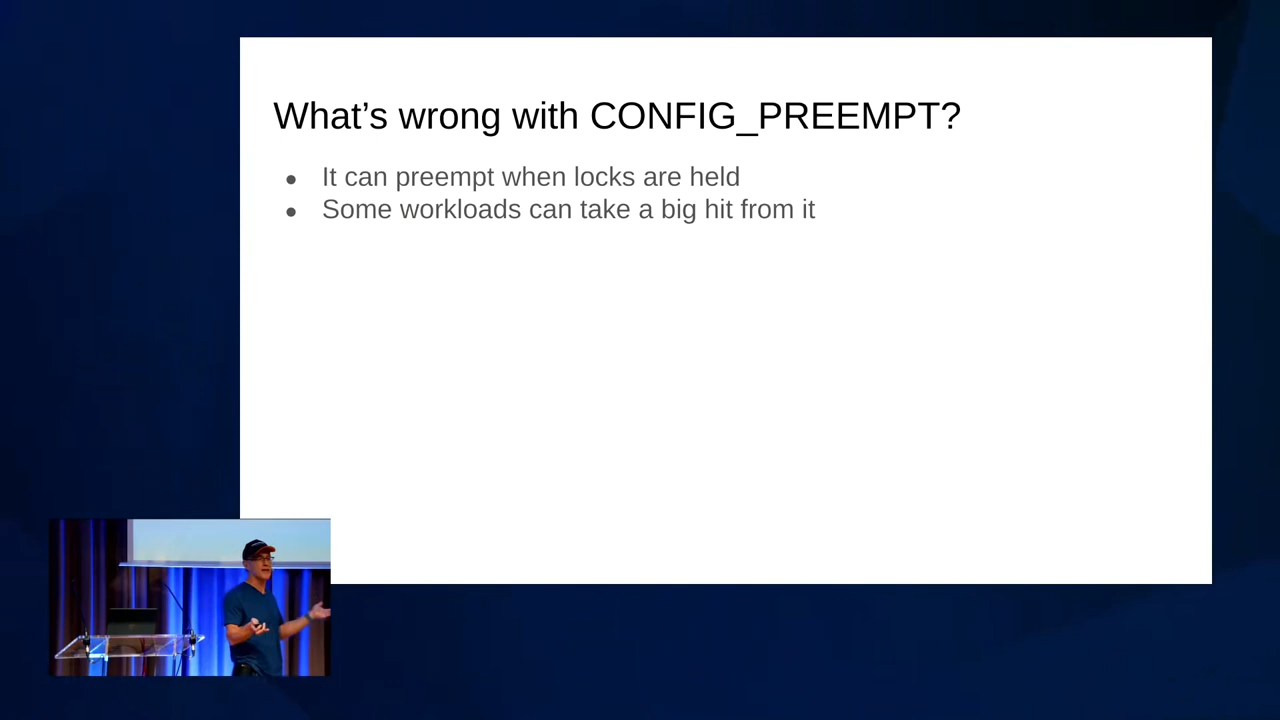 What’s wrong with CONFIG_PREEMPT?
● It can preempt when locks are held
● Some workloads can take a big hit from it